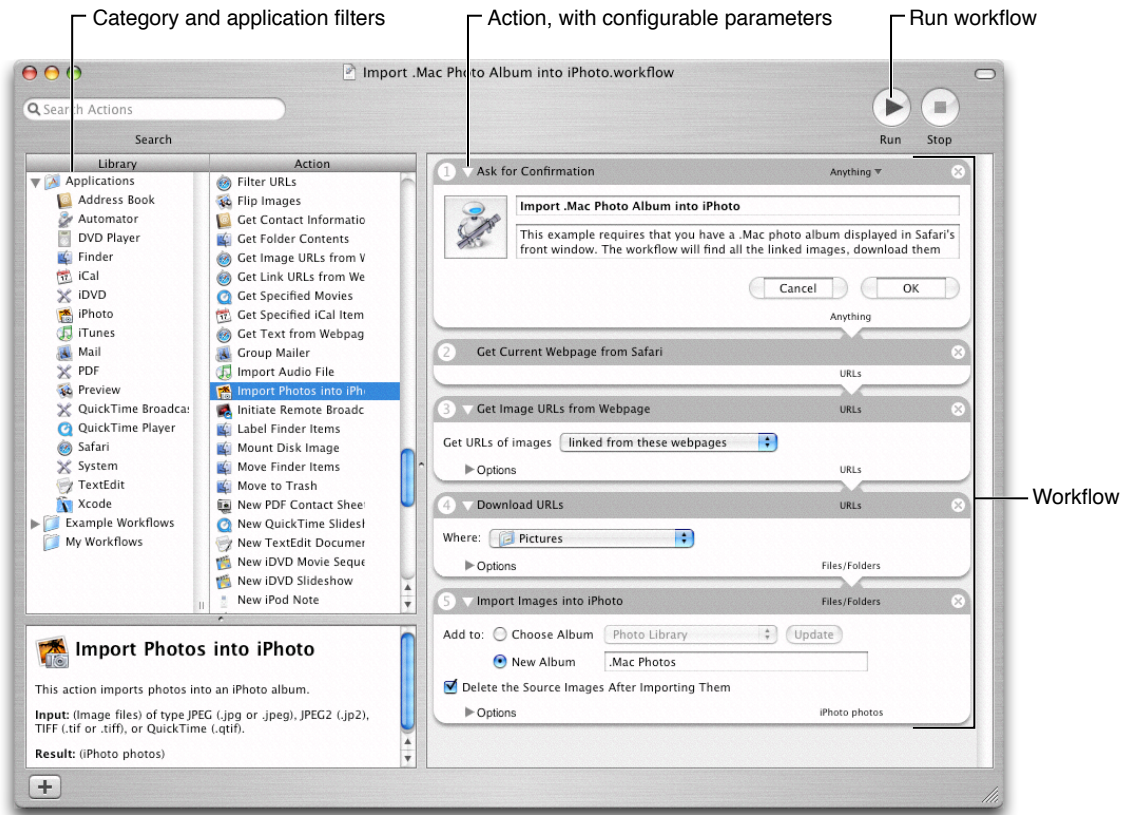 Category and application filters
Action, with configurable parameters
Run workflow
Import .Mac Photo Album into iPhoto.workflow
Search Actions
Search
Run
Stop
Library
Applications
Address Book
Automator
DVD Player
Finder
iCal
iDVD
iPhoto
iTunes
Mail
PDF
Preview
QuickTime Broadcas
QuickTime Player
Safari
System
TextEdit
Xcode
Example Workflows
My Workflows
Action
Filter URLs
Flip Images
Get Contact Informatio
Get Folder Contents
Get Image URLs from W
Get Link URLs from We
Get Specified Movies
Get Specified iCal Item
Get Text from Webpag
Group Mailer
Import Audio File
Import Photos into iPh
Initiate Remote Broadc
Label Finder Items
Mount Disk Image
Move Finder Items
Move to Trash
New PDF Contact Sheet
New QuickTime Slidesh
New TextEdit Documen
New iDVD Movie Seque
New iDVD Slideshow
New iPod Note
Import Photos into iPhoto
This action imports photos into an iPhoto album.
Input: (Image files) of type JPEG (.jpg or .jpeg), JPEG2 (.jp2),
TIFF (.tif or .tiff), or QuickTime (.qtif).
Result: (iPhoto photos)
1 Ask for Confirmation Anything
Import .Mac Photo Album into iPhoto
This example requires that you have a .Mac photo album displayed in Safari's
front window. The workflow will find all the linked images, download them
Cancel OK
Anything
2 Get Current Webpage from Safari
URLs
3 Get Image URLs from Webpage URLs
Get URLs of images linked from these webpages
Options URLs
4 Download URLs URLs
Where: Pictures
Options Files/Folders
5 Import Images into iPhoto Files/Folders
Add to: Choose Album Photo Library Update
New Album .Mac Photos
Delete the Source Images After Importing Them
Options iPhoto photos
Workflow